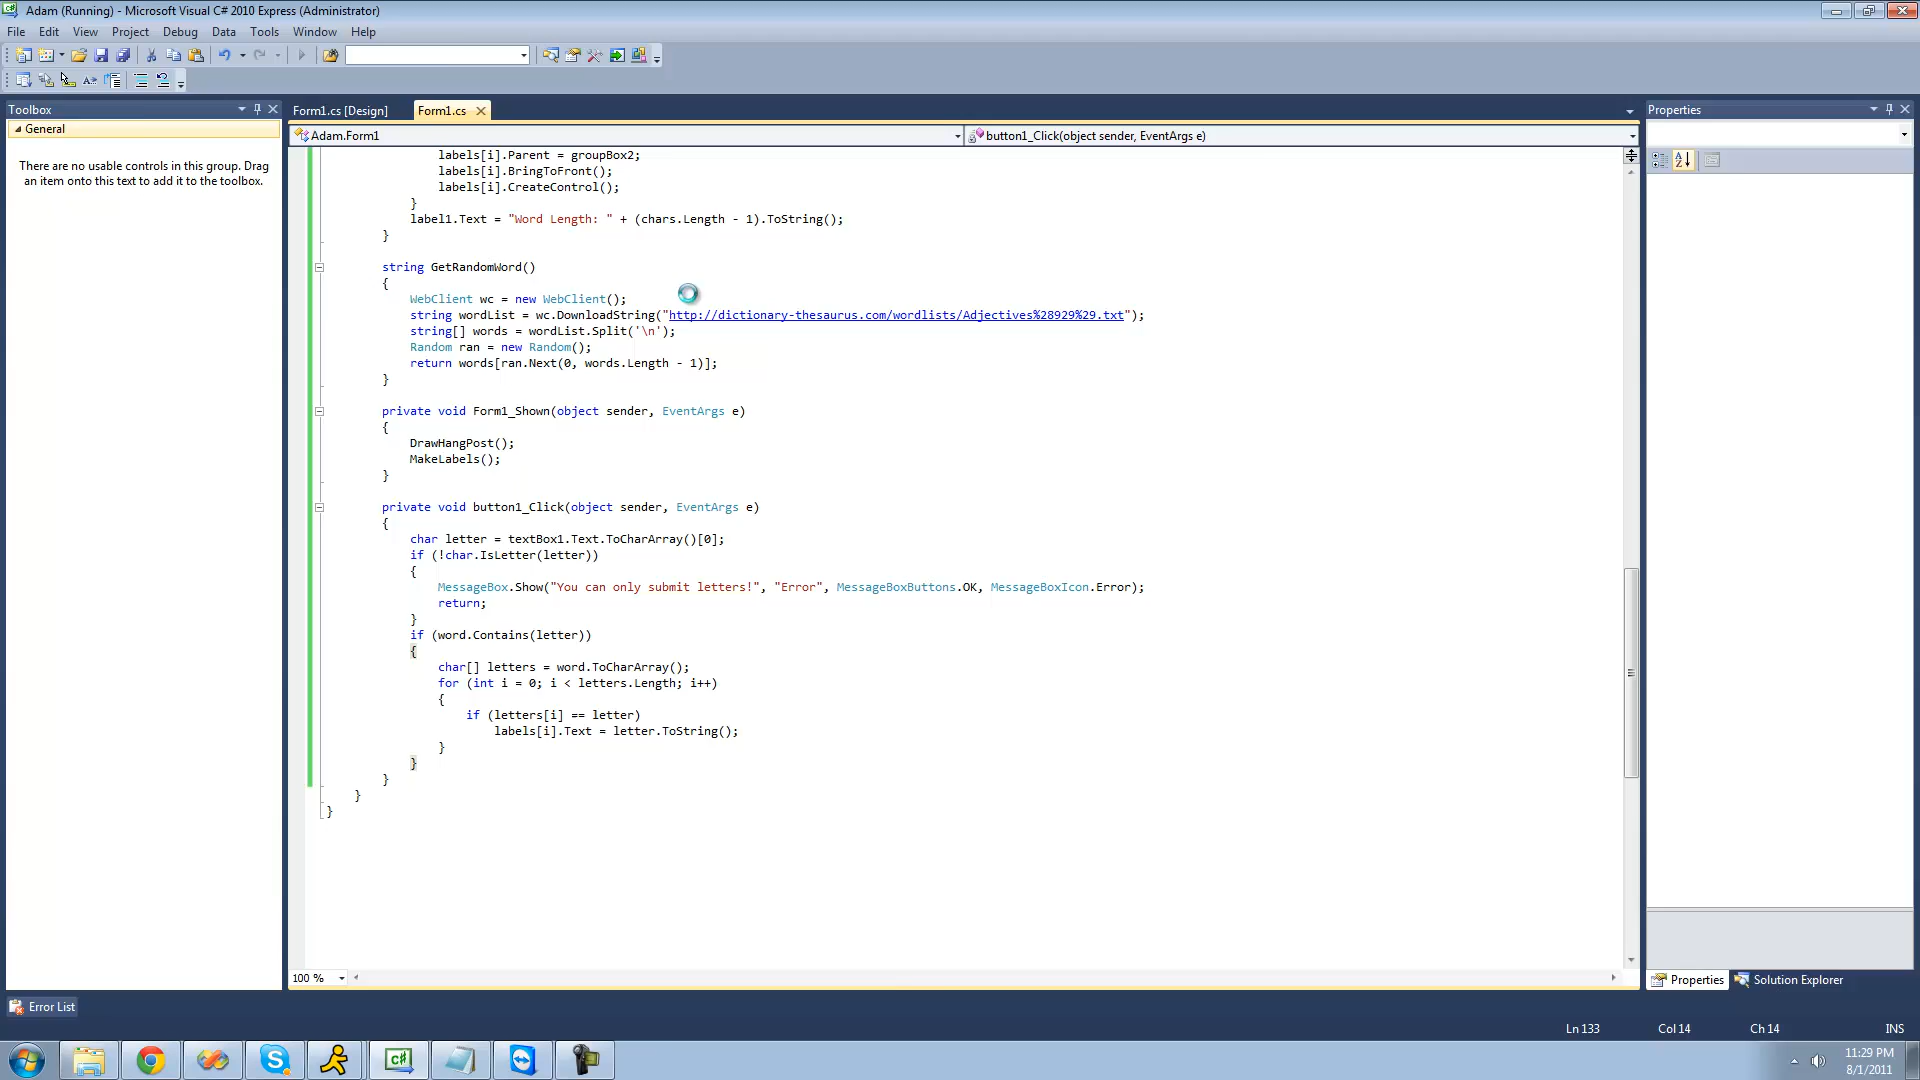 Adam (Running) - Microsoft Visual C# 2010 Express (Administrator)
File Edit View Project Debug Data Tools Window Help
Toolbox
Form1.cs [Design] Form1.cs
Properties
General
Adam.Form1
button1_Click(object sender, EventArgs e)
There are no usable controls in this group. Drag
an item onto this text to add it to the toolbox.
labels[i].Parent = groupBox2;
labels[i].BringToFront();
labels[i].CreateControl();
}
label1.Text = "Word Length: " + (chars.Length - 1).ToString();
}
string GetRandomWord()
{
WebClient wc = new WebClient();
string wordList = wc.DownloadString("http://dictionary-thesaurus.com/wordlists/Adjectives%28929%29.txt");
string[] words = wordList.Split('\n');
Random ran = new Random();
return words[ran.Next(0, words.Length - 1)];
}
private void Form1_Shown(object sender, EventArgs e)
{
DrawHangPost();
MakeLabels();
}
private void button1_Click(object sender, EventArgs e)
{
char letter = textBox1.Text.ToCharArray()[0];
if (!char.IsLetter(letter))
{
MessageBox.Show("You can only submit letters!", "Error", MessageBoxButtons.OK, MessageBoxIcon.Error);
return;
}
if (word.Contains(letter))
{
char[] letters = word.ToCharArray();
for (int i = 0; i < letters.Length; i++)
{
if (letters[i] == letter)
labels[i].Text = letter.ToString();
}
}
}
}
}
100 %
Properties Solution Explorer
Error List
Ln 133 Col 14 Ch 14 INS
11:29 PM
8/1/2011